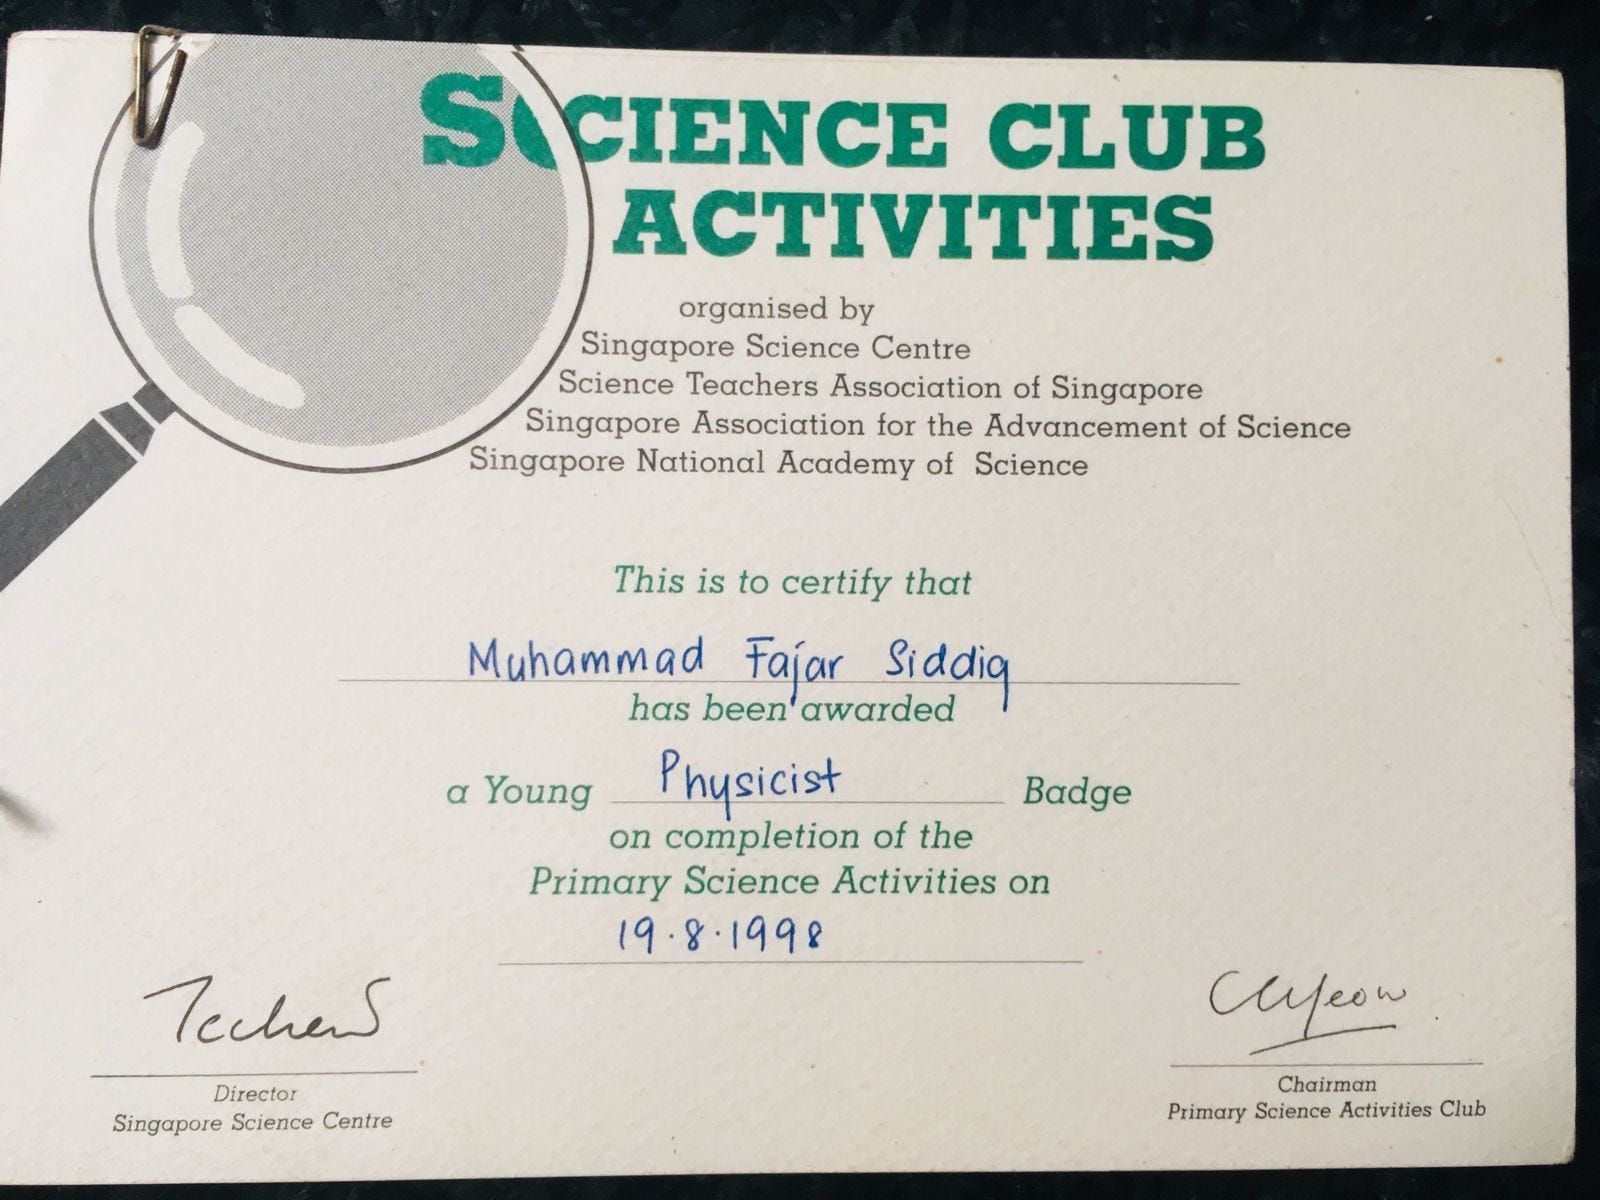 SCIENCE CLUB
ACTIVITIES
organised by
Singapore Science Centre
Science Teachers Association of Singapore
Singapore Association for the Advancement of Science
Singapore National Academy of Science
This is to certify that
Muhammad Fajar Siddiq
has been awarded
a Young Physicist Badge
on completion of the
Primary Science Activities on
19.8.1998
Director
Singapore Science Centre
Chairman
Primary Science Activities Club